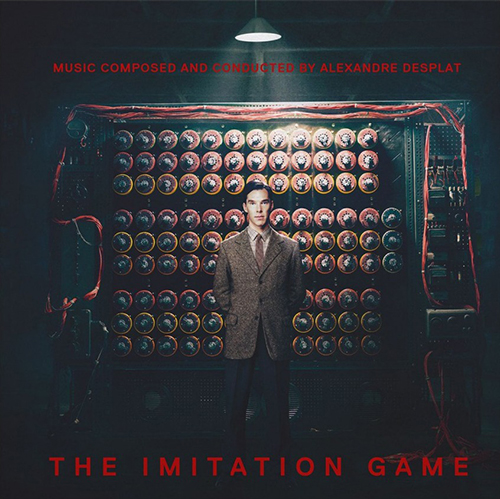 MUSIC COMPOSED AND CONDUCTED BY ALEXANDRE DESPLAT
THE IMITATION GAME